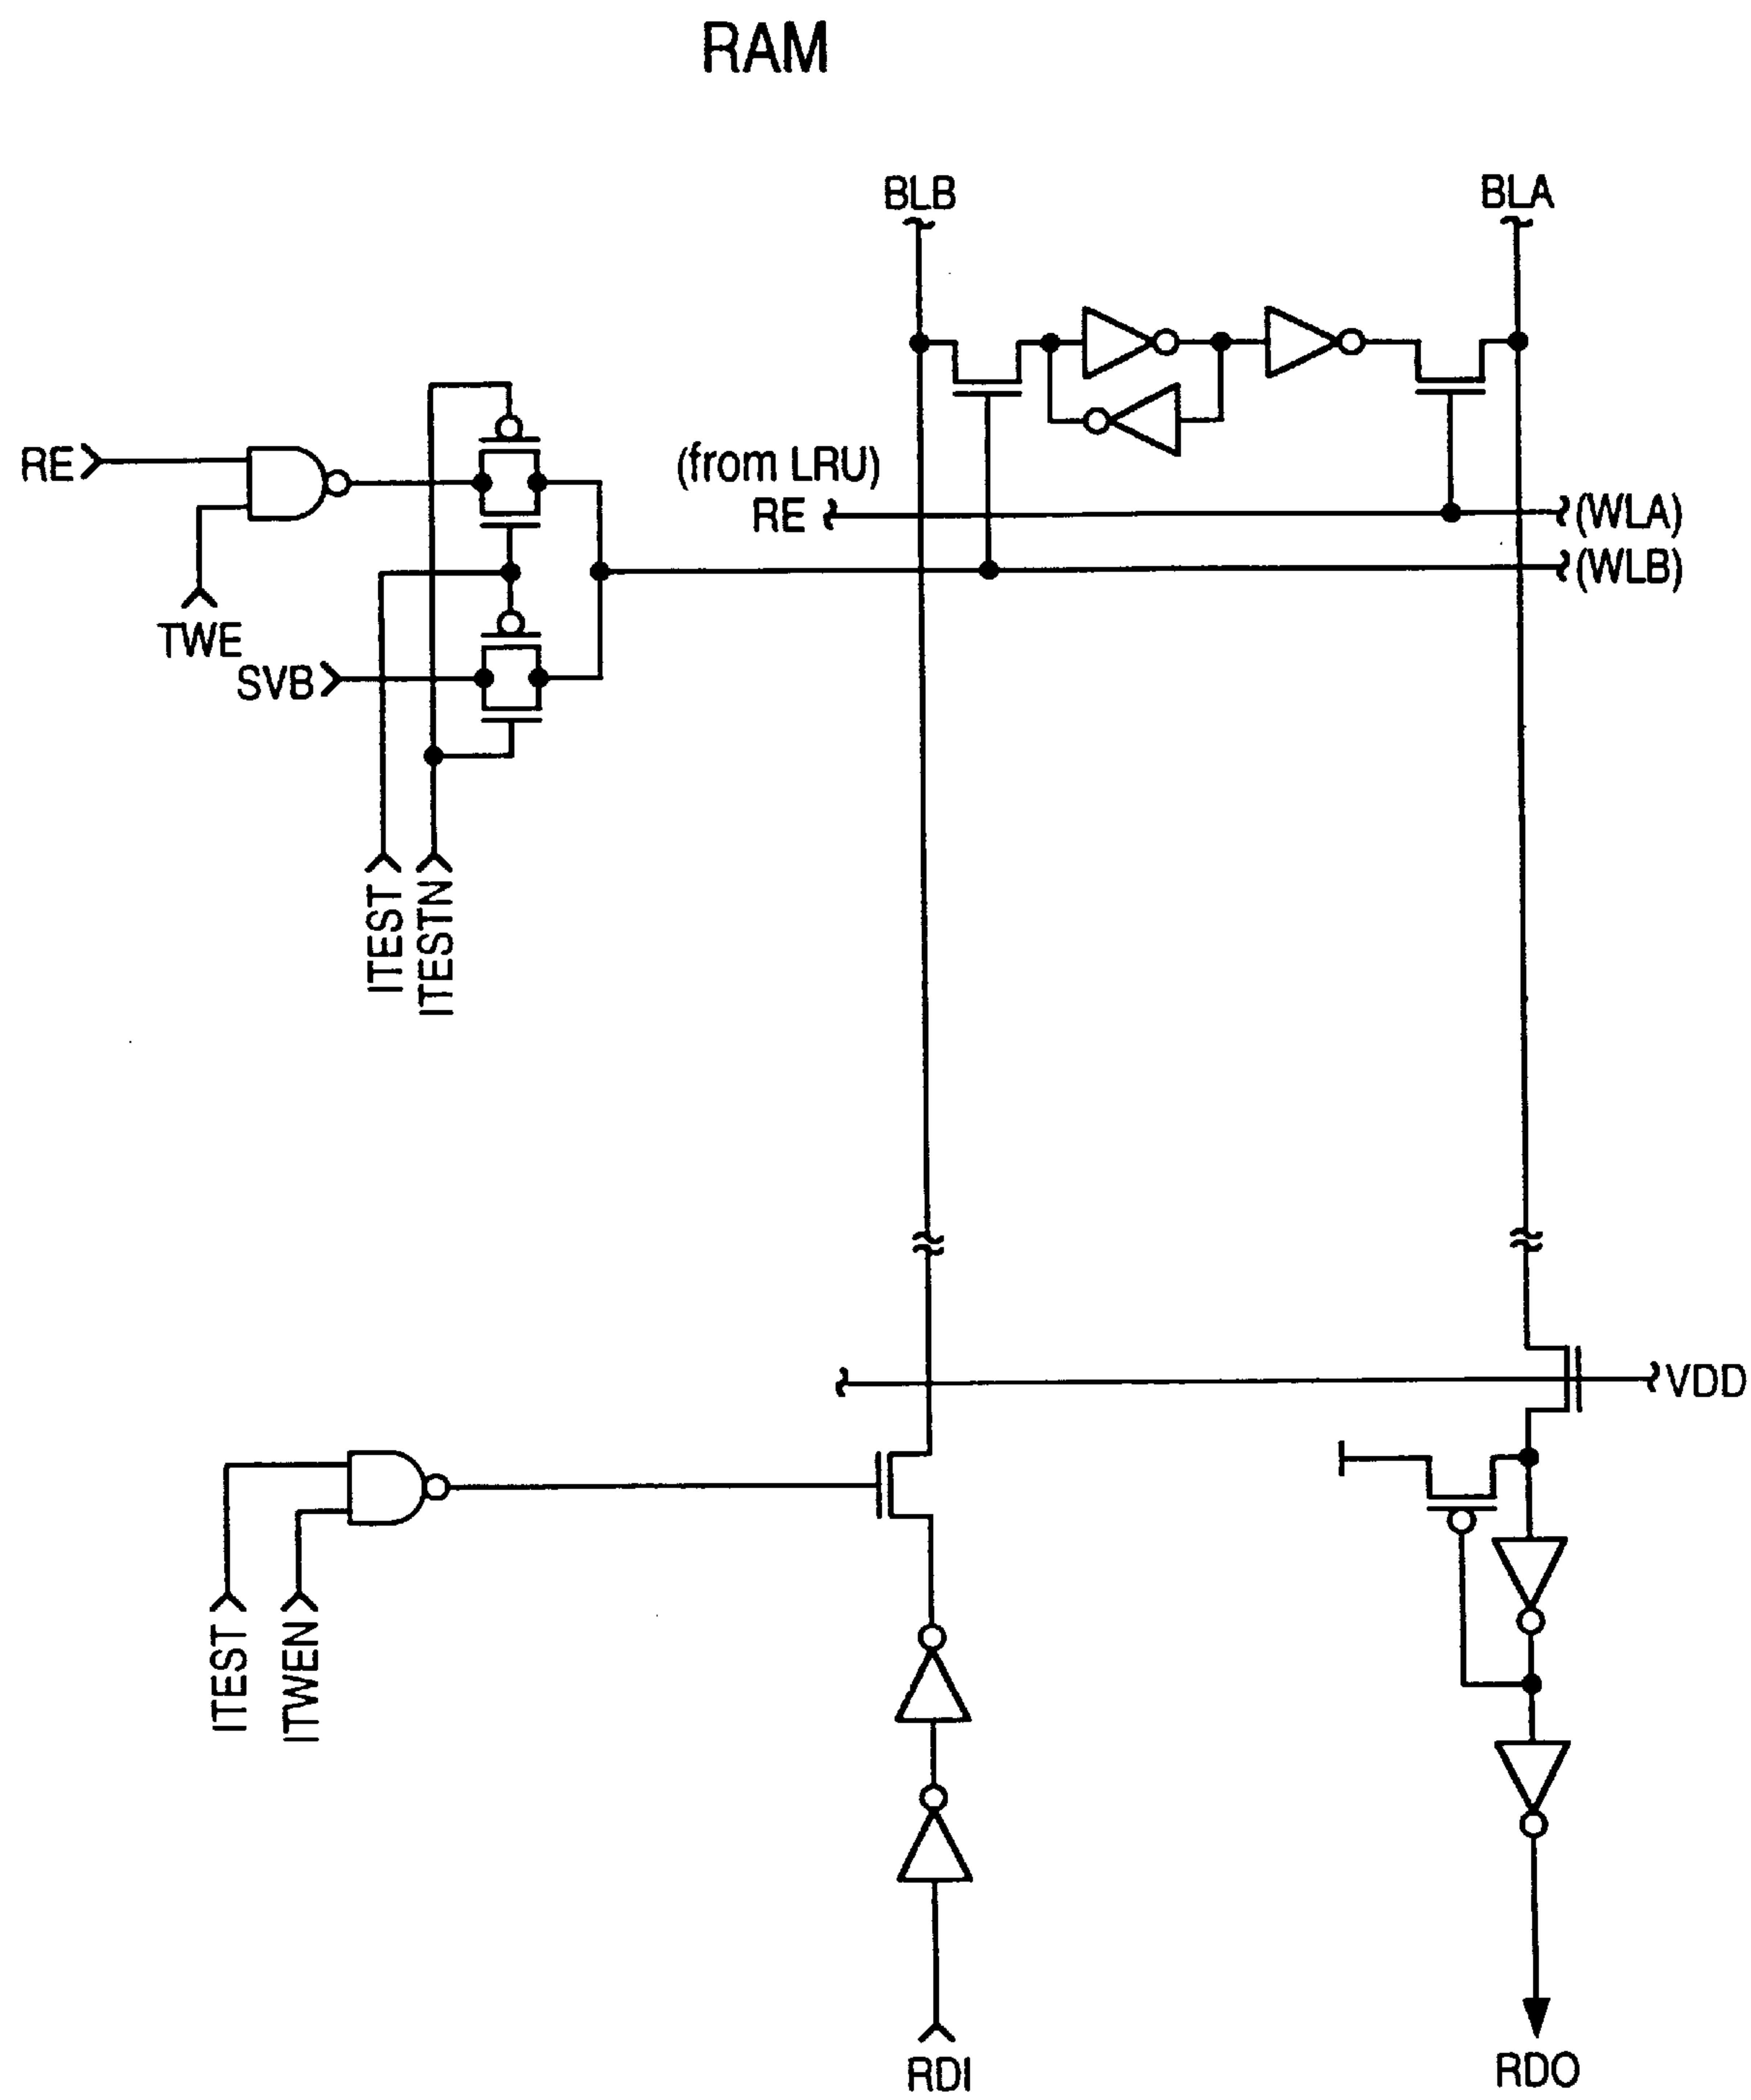 RAM
BLB
BLA
RE
(from LRU)
RE
(WLA)
(WLB)
TWE
SVB
ITEST
ITESTN
VDD
ITEST
ITWEN
RDI
RDO